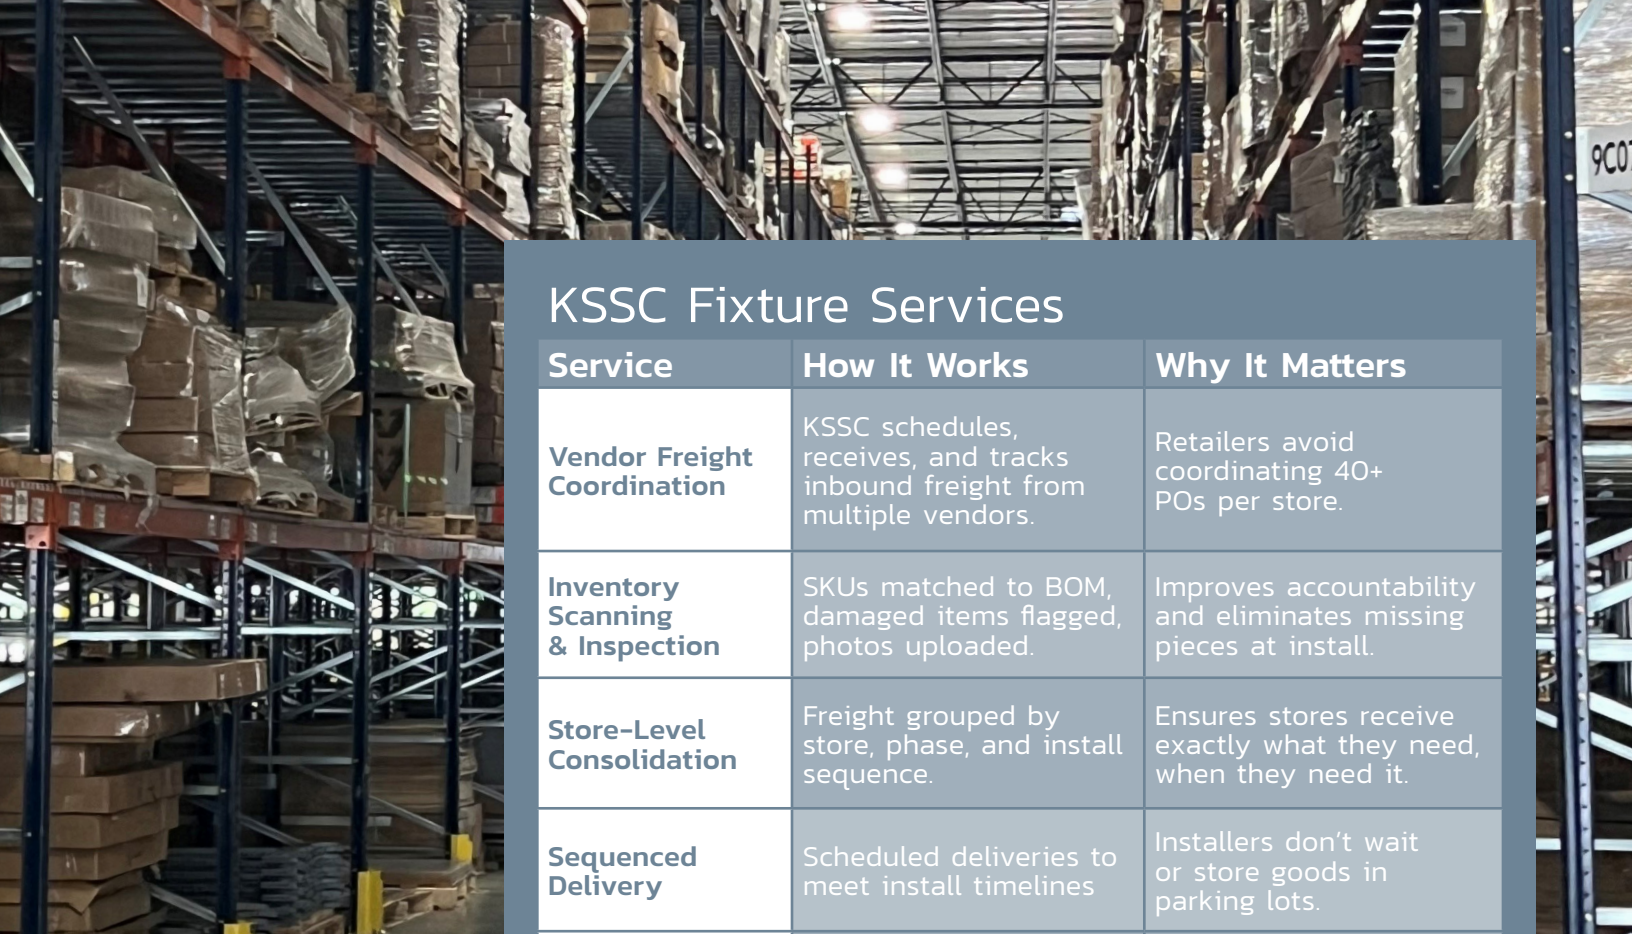 9C07
KSSC Fixture Services
Service
How It Works
Why It Matters
Vendor Freight
Coordination
KSSC schedules,
receives, and tracks
inbound freight from
multiple vendors.
Retailers avoid
coordinating 40+
POs per store.
Inventory
Scanning
& Inspection
SKUs matched to BOM,
damaged items flagged,
photos uploaded.
Improves accountability
and eliminates missing
pieces at install.
Store-Level
Consolidation
Freight grouped by
store, phase, and install
sequence.
Ensures stores receive
exactly what they need,
when they need it.
Sequenced
Delivery
Scheduled deliveries to
meet install timelines
Installers don’t wait
or store goods in
parking lots.